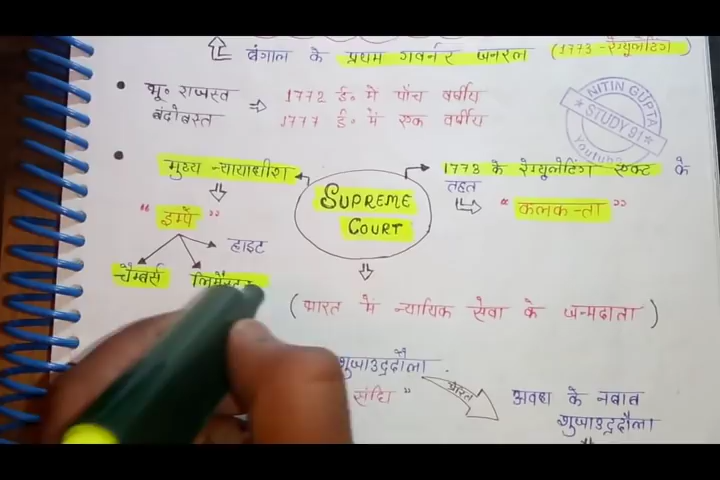 बंगाल के प्रथम गवर्नर जनरल (1773-रेग्यूलेटिंग)
भू० राजस्व ⇒ 1772 ई० में पाँच वर्षीय
बंदोबस्त 1777 ई० में एक वर्षीय
NITIN GUPTA
STUDY 91
Youtube
मुख्य न्यायाधीश
SUPREME
COURT
1773 के रेग्यूलेटिंग एक्ट के
तहत
"कलकत्ता"
"इम्पे"
हाइट
चैम्बर्स
(भारत में न्यायिक सेवा के जन्मदाता)
शुजाउद्दौला
संधि"
अवध के नवाब
शुजाउद्दौला